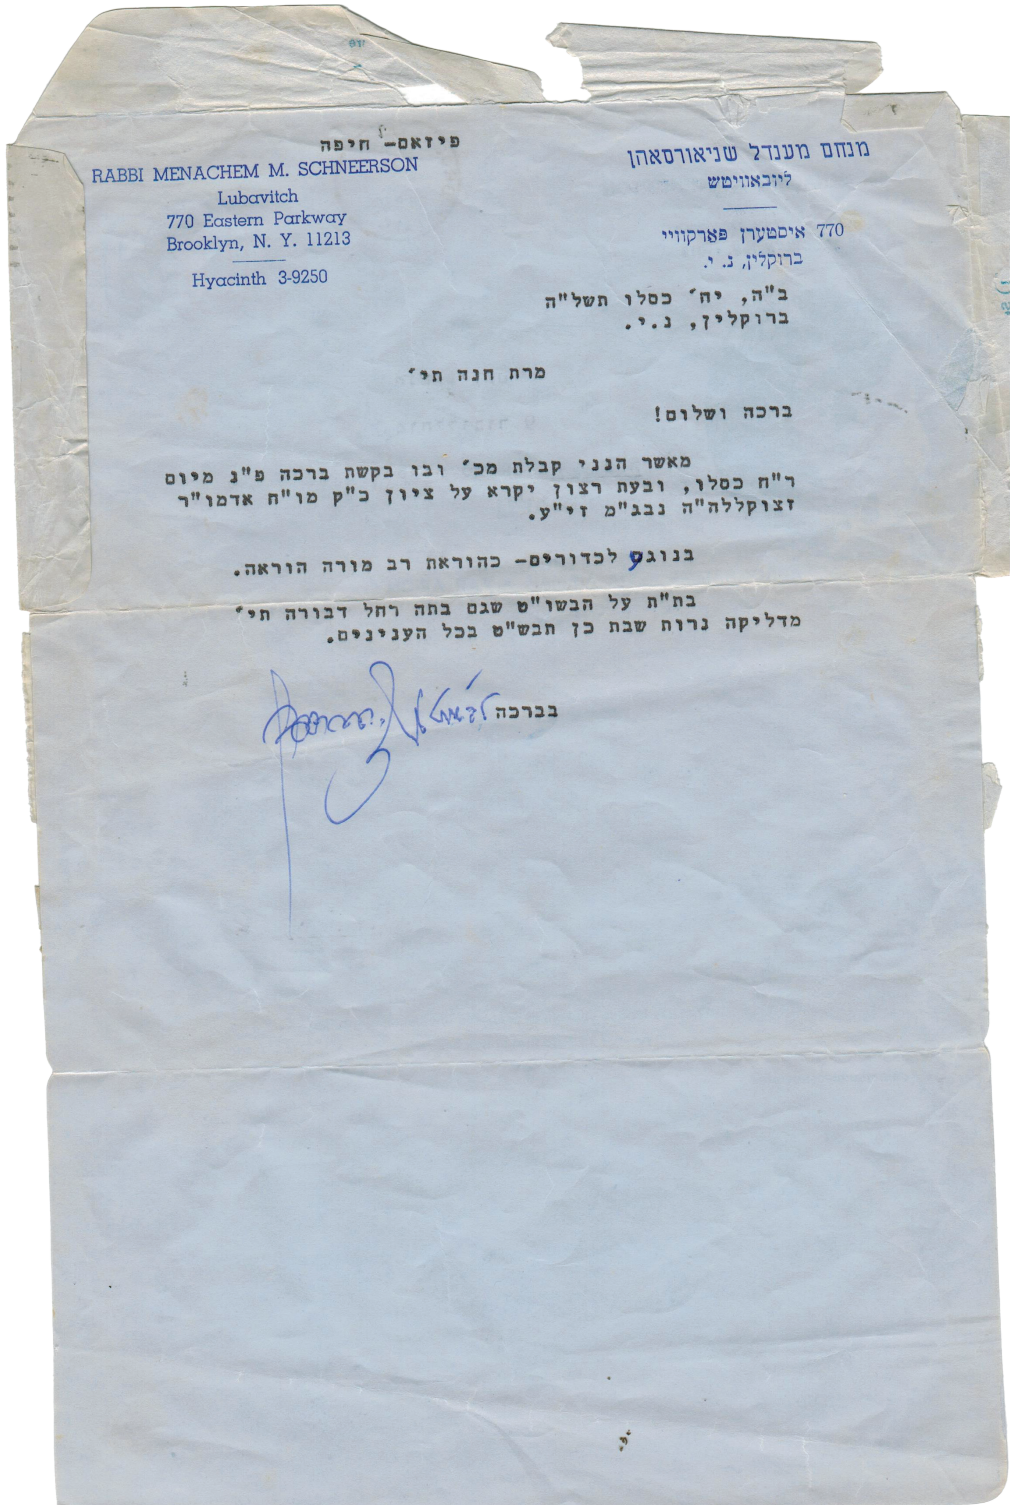 פיזאם- חיפה
RABBI MENACHEM M. SCHNEERSON
Lubavitch
770 Eastern Parkway
Brooklyn, N. Y. 11213
Hyacinth 3-9250
מנחם מענדל שניאורסאהן
ליובאוויטש
770 איסטערן פארקוויי
ברוקלין, נ. י.
ב"ה, יח' כסלו תשל"ה
ברוקלין, נ.י.
מרת חנה תי'
ברכה ושלום!
מאשר הנני קבלת מכ' ובו בקשת ברכה פ"נ מיום
ר"ח כסלו, ובעת רצון יקרא על ציון כ"ק מו"ח אדמו"ר
זצוקללה"ה נבג"מ זי"ע.
בנוגע לכדורים- כהוראת רב מורה הוראה.
בת"ת על הבשו"ט שגם בתה רחל דבורה תי'
מדליקה נרות שבת כן תבש"ט בכל הענינים.
בברכה